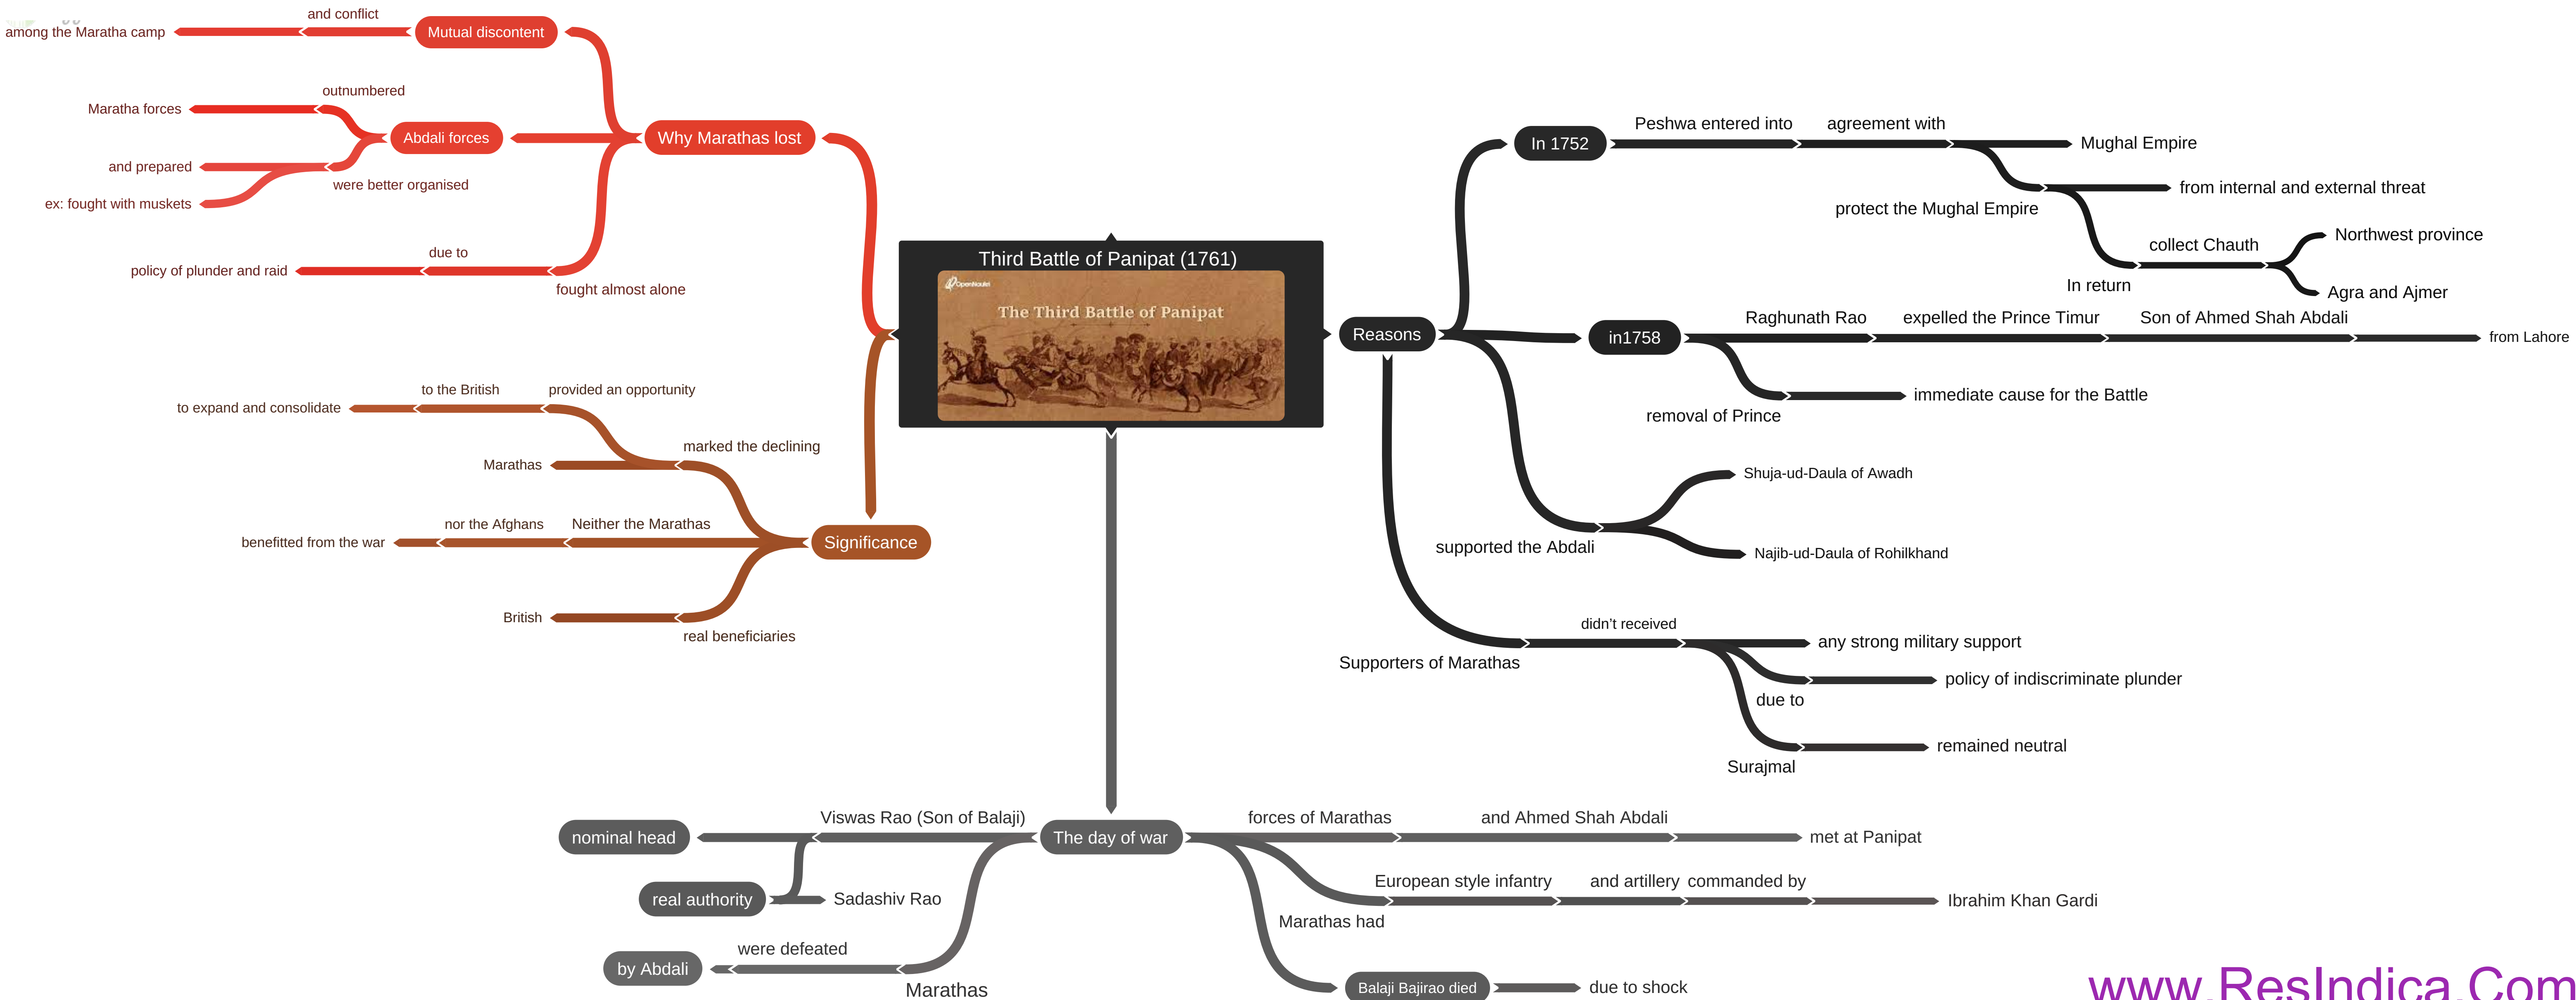 Third Battle of Panipat (1761)
OpenNaukri
The Third Battle of Panipat
Why Marathas lost
Mutual discontent
and conflict
among the Maratha camp
Abdali forces
outnumbered
Maratha forces
were better organised
and prepared
ex: fought with muskets
fought almost alone
due to
policy of plunder and raid
Significance
marked the declining
provided an opportunity
to the British
to expand and consolidate
Marathas
Neither the Marathas
nor the Afghans
benefitted from the war
real beneficiaries
British
Reasons
In 1752
Peshwa entered into
agreement with
Mughal Empire
protect the Mughal Empire
from internal and external threat
In return
collect Chauth
Northwest province
Agra and Ajmer
in1758
Raghunath Rao
expelled the Prince Timur
Son of Ahmed Shah Abdali
from Lahore
removal of Prince
immediate cause for the Battle
supported the Abdali
Shuja-ud-Daula of Awadh
Najib-ud-Daula of Rohilkhand
Supporters of Marathas
didn’t received
any strong military support
due to
policy of indiscriminate plunder
Surajmal
remained neutral
The day of war
Viswas Rao (Son of Balaji)
nominal head
real authority
Sadashiv Rao
Marathas
were defeated
by Abdali
forces of Marathas
and Ahmed Shah Abdali
met at Panipat
Marathas had
European style infantry
and artillery
commanded by
Ibrahim Khan Gardi
Balaji Bajirao died
due to shock
www.ResIndica.Com